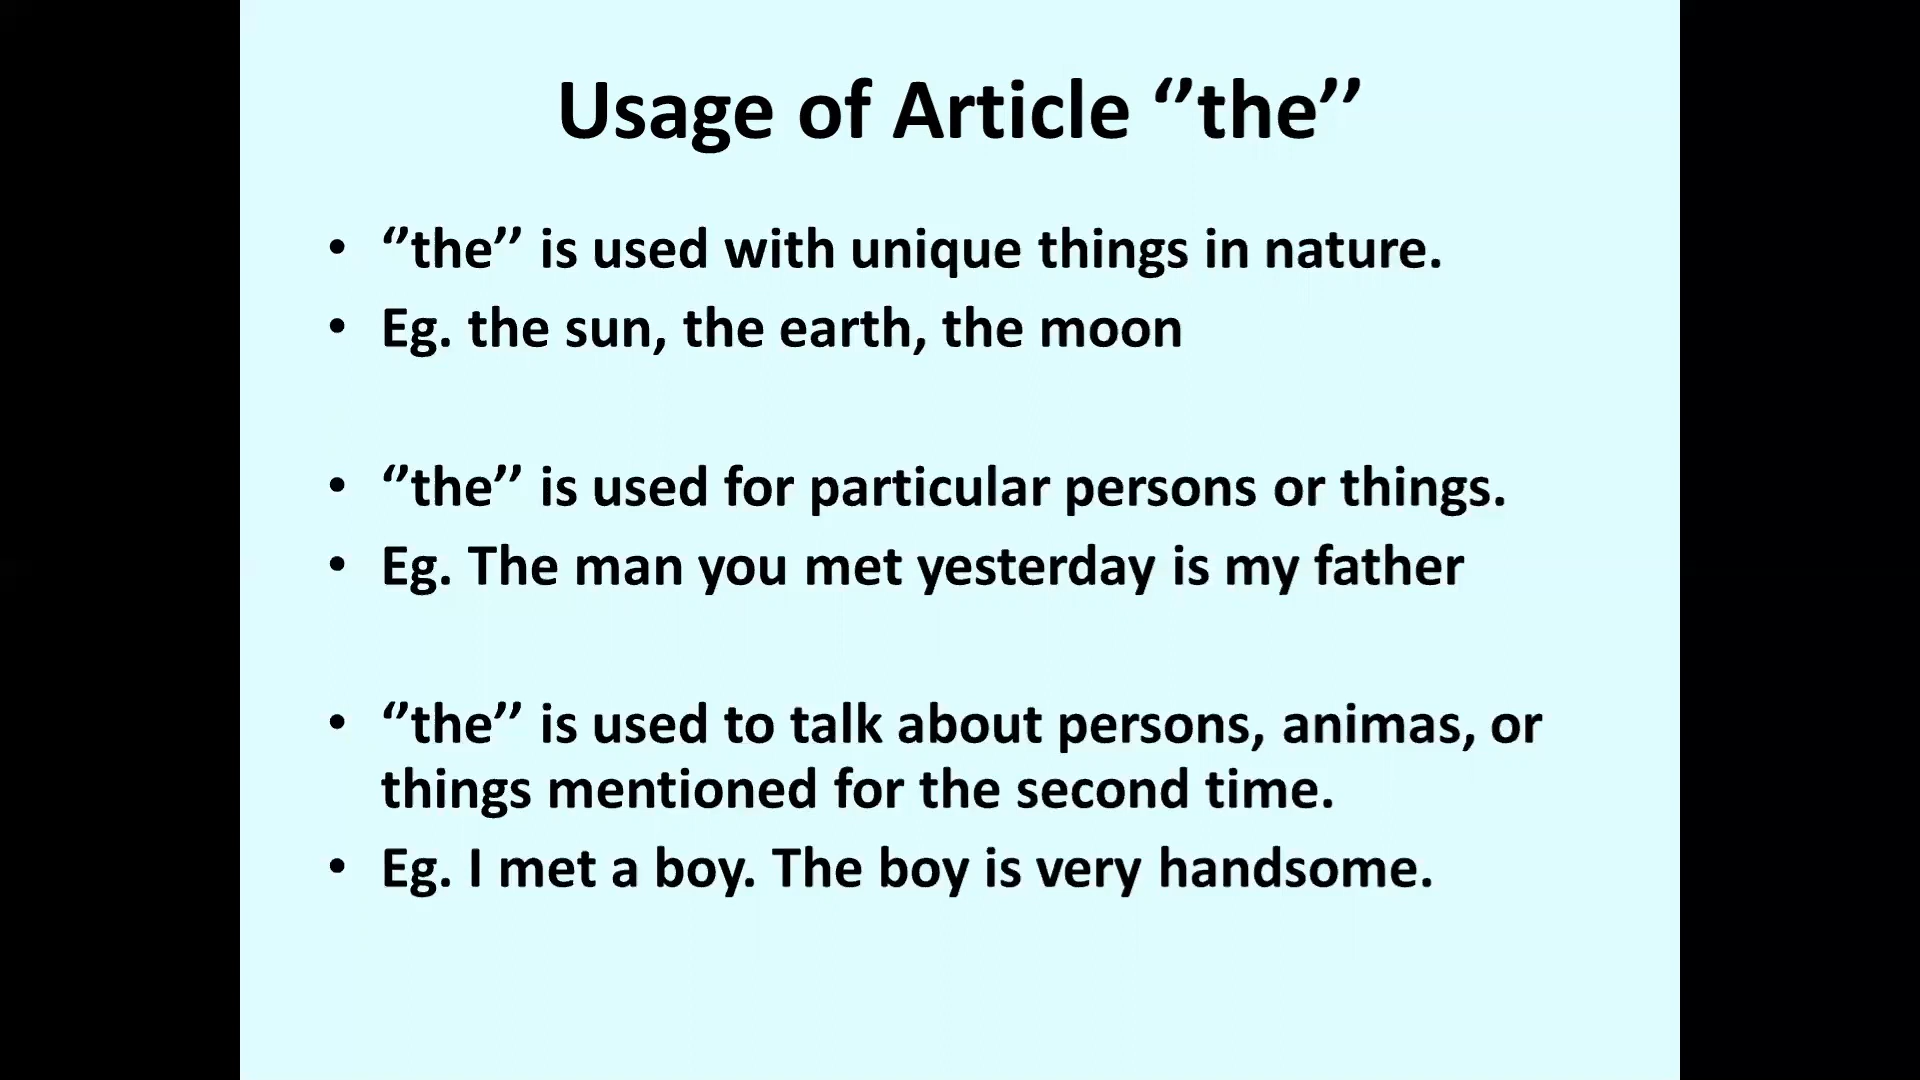 Usage of Article ‘’the’’
• ‘’the’’ is used with unique things in nature.
• Eg. the sun, the earth, the moon
• ‘’the’’ is used for particular persons or things.
• Eg. The man you met yesterday is my father
• ‘’the’’ is used to talk about persons, animas, or
things mentioned for the second time.
• Eg. I met a boy. The boy is very handsome.